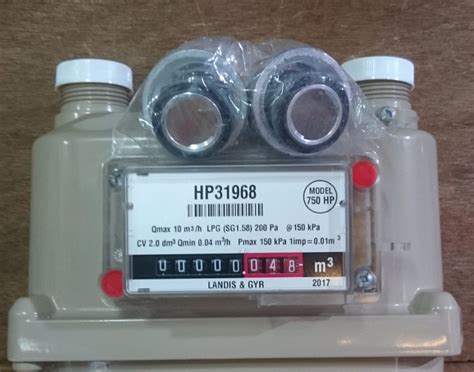 HP31968
MODEL
750 HP
Qmax 10 m³/h LPG (SG1.58) 200 Pa @ 150 kPa
CV 2.0 dm³ Qmin 0.04 m³/h Pmax 150 kPa 1imp = 0.01m³
00000048- m³
LANDIS & GYR 2017